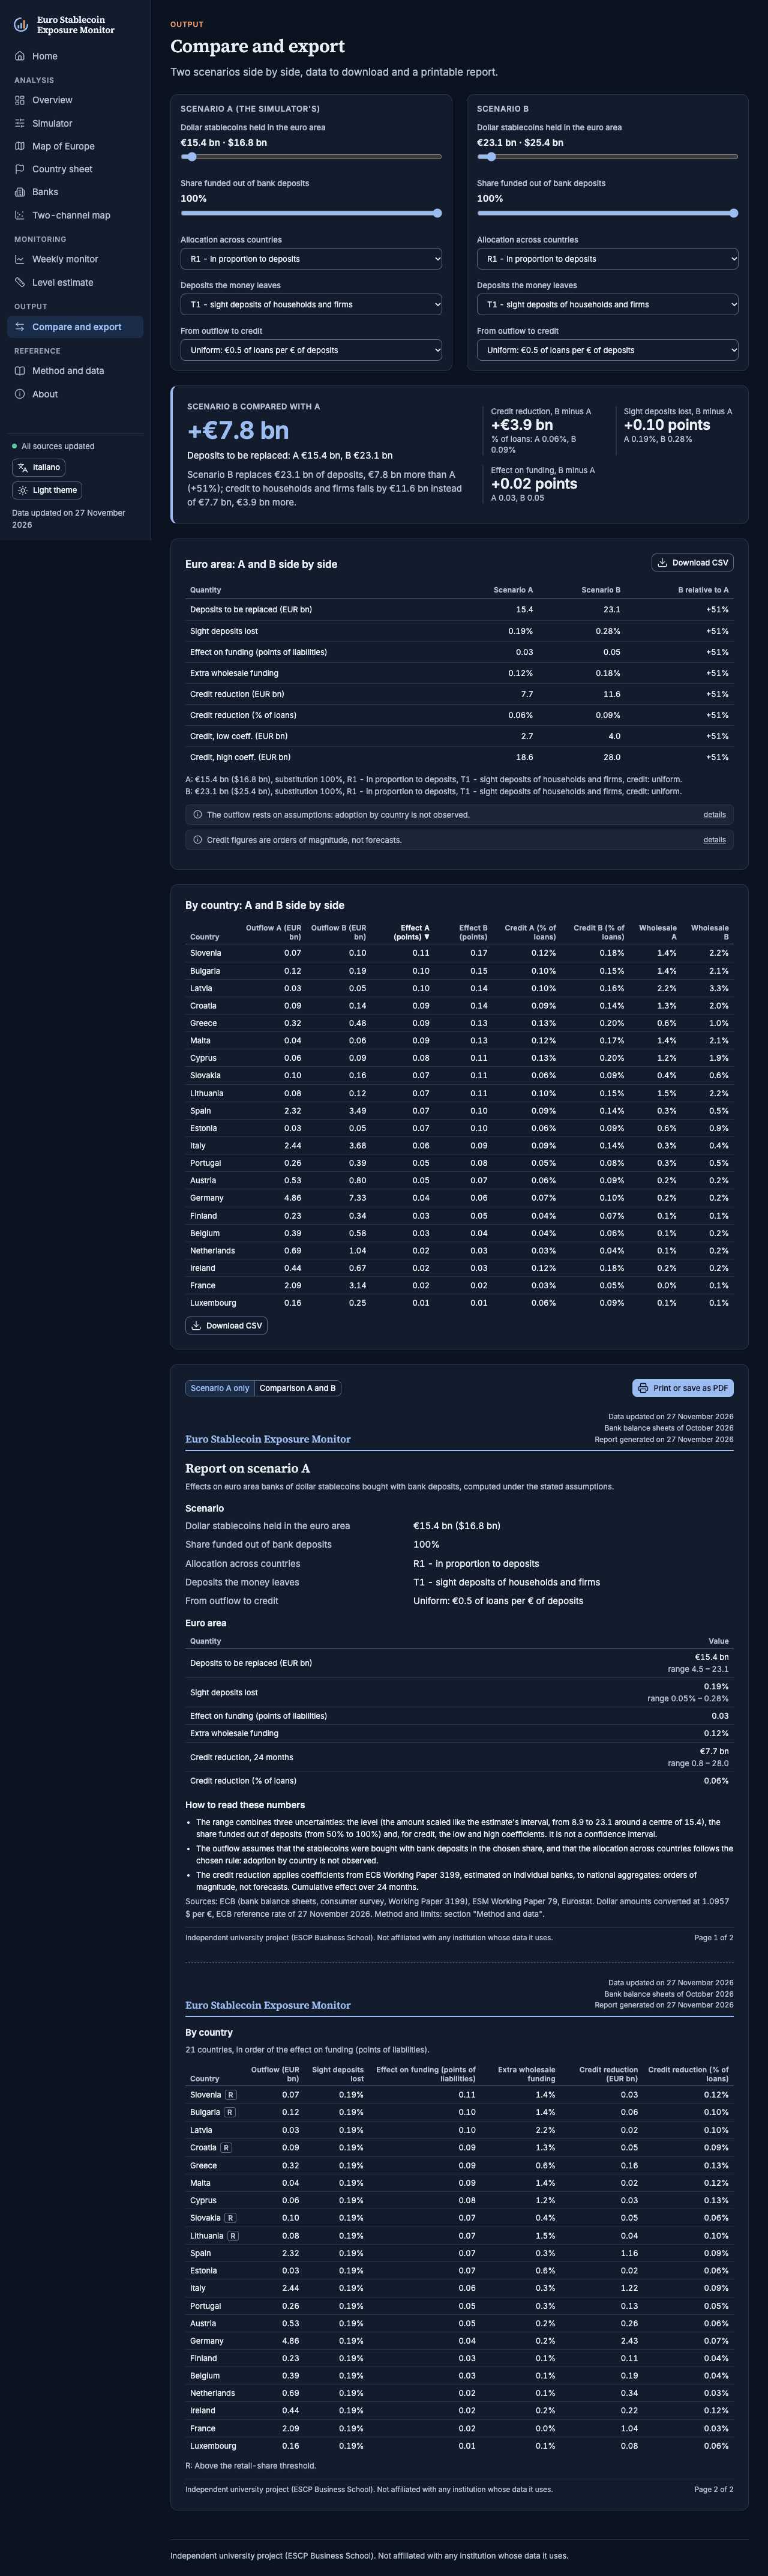 Euro Stablecoin
Exposure Monitor
Home
ANALYSIS
Overview
Simulator
Map of Europe
Country sheet
Banks
Two-channel map
MONITORING
Weekly monitor
Level estimate
OUTPUT
Compare and export
REFERENCE
Method and data
About
All sources updated
Italiano
Light theme
Data updated on 27 November
2026
OUTPUT
Compare and export
Two scenarios side by side, data to download and a printable report.
SCENARIO A (THE SIMULATOR'S)
Dollar stablecoins held in the euro area
€15.4 bn · $16.8 bn
Share funded out of bank deposits
100%
Allocation across countries
R1 - in proportion to deposits
Deposits the money leaves
T1 - sight deposits of households and firms
From outflow to credit
Uniform: €0.5 of loans per € of deposits
SCENARIO B
Dollar stablecoins held in the euro area
€23.1 bn · $25.4 bn
Share funded out of bank deposits
100%
Allocation across countries
R1 - in proportion to deposits
Deposits the money leaves
T1 - sight deposits of households and firms
From outflow to credit
Uniform: €0.5 of loans per € of deposits
SCENARIO B COMPARED WITH A
+€7.8 bn
Deposits to be replaced: A €15.4 bn, B €23.1 bn
Scenario B replaces €23.1 bn of deposits, €7.8 bn more than A
(+51%); credit to households and firms falls by €11.6 bn instead
of €7.7 bn, €3.9 bn more.
Credit reduction, B minus A
+€3.9 bn
% of loans: A 0.06%, B
0.09%
Sight deposits lost, B minus A
+0.10 points
A 0.19%, B 0.28%
Effect on funding, B minus A
+0.02 points
A 0.03, B 0.05
Euro area: A and B side by side
Download CSV
Quantity Scenario A Scenario B B relative to A
Deposits to be replaced (EUR bn) 15.4 23.1 +51%
Sight deposits lost 0.19% 0.28% +51%
Effect on funding (points of liabilities) 0.03 0.05 +51%
Extra wholesale funding 0.12% 0.18% +51%
Credit reduction (EUR bn) 7.7 11.6 +51%
Credit reduction (% of loans) 0.06% 0.09% +51%
Credit, low coeff. (EUR bn) 2.7 4.0 +51%
Credit, high coeff. (EUR bn) 18.6 28.0 +51%
A: €15.4 bn ($16.8 bn), substitution 100%, R1 - in proportion to deposits, T1 - sight deposits of households and firms, credit: uniform.
B: €23.1 bn ($25.4 bn), substitution 100%, R1 - in proportion to deposits, T1 - sight deposits of households and firms, credit: uniform.
The outflow rests on assumptions: adoption by country is not observed. details
Credit figures are orders of magnitude, not forecasts. details
By country: A and B side by side
Country Outflow A (EUR bn) Outflow B (EUR bn) Effect A (points) ▼ Effect B (points) Credit A (% of loans) Credit B (% of loans) Wholesale A Wholesale B
Slovenia 0.07 0.10 0.11 0.17 0.12% 0.18% 1.4% 2.2%
Bulgaria 0.12 0.19 0.10 0.15 0.10% 0.15% 1.4% 2.1%
Latvia 0.03 0.05 0.10 0.14 0.10% 0.16% 2.2% 3.3%
Croatia 0.09 0.14 0.09 0.14 0.09% 0.14% 1.3% 2.0%
Greece 0.32 0.48 0.09 0.13 0.13% 0.20% 0.6% 1.0%
Malta 0.04 0.06 0.09 0.13 0.12% 0.17% 1.4% 2.1%
Cyprus 0.06 0.09 0.08 0.11 0.13% 0.20% 1.2% 1.9%
Slovakia 0.10 0.16 0.07 0.11 0.06% 0.09% 0.4% 0.6%
Lithuania 0.08 0.12 0.07 0.11 0.10% 0.15% 1.5% 2.2%
Spain 2.32 3.49 0.07 0.10 0.09% 0.14% 0.3% 0.5%
Estonia 0.03 0.05 0.07 0.10 0.06% 0.09% 0.6% 0.9%
Italy 2.44 3.68 0.06 0.09 0.09% 0.14% 0.3% 0.4%
Portugal 0.26 0.39 0.05 0.08 0.05% 0.08% 0.3% 0.5%
Austria 0.53 0.80 0.05 0.07 0.06% 0.09% 0.2% 0.2%
Germany 4.86 7.33 0.04 0.06 0.07% 0.10% 0.2% 0.2%
Finland 0.23 0.34 0.03 0.05 0.04% 0.07% 0.1% 0.1%
Belgium 0.39 0.58 0.03 0.04 0.04% 0.06% 0.1% 0.2%
Netherlands 0.69 1.04 0.02 0.03 0.03% 0.04% 0.1% 0.2%
Ireland 0.44 0.67 0.02 0.03 0.12% 0.18% 0.2% 0.2%
France 2.09 3.14 0.02 0.02 0.03% 0.05% 0.0% 0.1%
Luxembourg 0.16 0.25 0.01 0.01 0.06% 0.09% 0.1% 0.1%
Download CSV
Scenario A only Comparison A and B
Print or save as PDF
Data updated on 27 November 2026
Bank balance sheets of October 2026
Euro Stablecoin Exposure Monitor Report generated on 27 November 2026
Report on scenario A
Effects on euro area banks of dollar stablecoins bought with bank deposits, computed under the stated assumptions.
Scenario
Dollar stablecoins held in the euro area €15.4 bn ($16.8 bn)
Share funded out of bank deposits 100%
Allocation across countries R1 - in proportion to deposits
Deposits the money leaves T1 - sight deposits of households and firms
From outflow to credit Uniform: €0.5 of loans per € of deposits
Euro area
Quantity Value
Deposits to be replaced (EUR bn) €15.4 bn
range 4.5 – 23.1
Sight deposits lost 0.19%
range 0.05% – 0.28%
Effect on funding (points of liabilities) 0.03
Extra wholesale funding 0.12%
Credit reduction, 24 months €7.7 bn
range 0.8 – 28.0
Credit reduction (% of loans) 0.06%
How to read these numbers
• The range combines three uncertainties: the level (the amount scaled like the estimate's interval, from 8.9 to 23.1 around a centre of 15.4), the
share funded out of deposits (from 50% to 100%) and, for credit, the low and high coefficients. It is not a confidence interval.
• The outflow assumes that the stablecoins were bought with bank deposits in the chosen share, and that the allocation across countries follows the
chosen rule: adoption by country is not observed.
• The credit reduction applies coefficients from ECB Working Paper 3199, estimated on individual banks, to national aggregates: orders of
magnitude, not forecasts. Cumulative effect over 24 months.
Sources: ECB (bank balance sheets, consumer survey, Working Paper 3199), ESM Working Paper 79, Eurostat. Dollar amounts converted at 1.0957
$ per €, ECB reference rate of 27 November 2026. Method and limits: section "Method and data".
Independent university project (ESCP Business School). Not affiliated with any institution whose data it uses. Page 1 of 2
Data updated on 27 November 2026
Bank balance sheets of October 2026
Euro Stablecoin Exposure Monitor Report generated on 27 November 2026
By country
21 countries, in order of the effect on funding (points of liabilities).
Country Outflow (EUR bn) Sight deposits lost Effect on funding (points of liabilities) Extra wholesale funding Credit reduction (EUR bn) Credit reduction (% of loans)
Slovenia R 0.07 0.19% 0.11 1.4% 0.03 0.12%
Bulgaria R 0.12 0.19% 0.10 1.4% 0.06 0.10%
Latvia 0.03 0.19% 0.10 2.2% 0.02 0.10%
Croatia R 0.09 0.19% 0.09 1.3% 0.05 0.09%
Greece 0.32 0.19% 0.09 0.6% 0.16 0.13%
Malta 0.04 0.19% 0.09 1.4% 0.02 0.12%
Cyprus 0.06 0.19% 0.08 1.2% 0.03 0.13%
Slovakia R 0.10 0.19% 0.07 0.4% 0.05 0.06%
Lithuania R 0.08 0.19% 0.07 1.5% 0.04 0.10%
Spain 2.32 0.19% 0.07 0.3% 1.16 0.09%
Estonia 0.03 0.19% 0.07 0.6% 0.02 0.06%
Italy 2.44 0.19% 0.06 0.3% 1.22 0.09%
Portugal 0.26 0.19% 0.05 0.3% 0.13 0.05%
Austria 0.53 0.19% 0.05 0.2% 0.26 0.06%
Germany 4.86 0.19% 0.04 0.2% 2.43 0.07%
Finland 0.23 0.19% 0.03 0.1% 0.11 0.04%
Belgium 0.39 0.19% 0.03 0.1% 0.19 0.04%
Netherlands 0.69 0.19% 0.02 0.1% 0.34 0.03%
Ireland 0.44 0.19% 0.02 0.2% 0.22 0.12%
France 2.09 0.19% 0.02 0.0% 1.04 0.03%
Luxembourg 0.16 0.19% 0.01 0.1% 0.08 0.06%
R: Above the retail-share threshold.
Independent university project (ESCP Business School). Not affiliated with any institution whose data it uses. Page 2 of 2
Independent university project (ESCP Business School). Not affiliated with any institution whose data it uses.